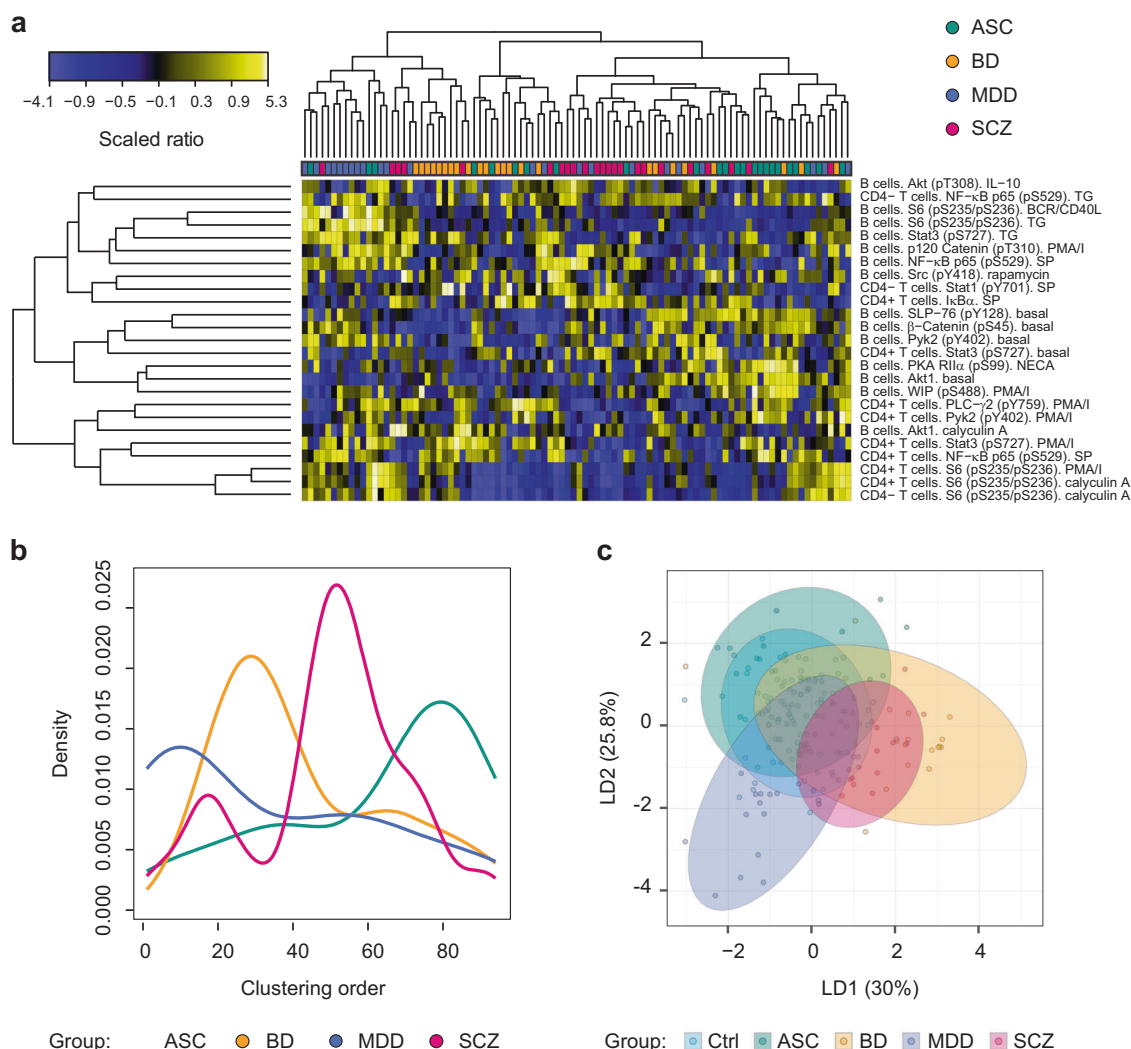 a
ASC
BD
MDD
SCZ
−4.1 −0.9 −0.5 −0.1 0.3 0.9 5.3
Scaled ratio
B cells. Akt (pT308). IL−10
CD4− T cells. NF−κB p65 (pS529). TG
B cells. S6 (pS235/pS236). BCR/CD40L
B cells. S6 (pS235/pS236). TG
B cells. Stat3 (pS727). TG
B cells. p120 Catenin (pT310). PMA/I
B cells. NF−κB p65 (pS529). SP
B cells. Src (pY418). rapamycin
CD4− T cells. Stat1 (pY701). SP
CD4+ T cells. IκBα. SP
B cells. SLP-76 (pY128). basal
B cells. β-Catenin (pS45). basal
B cells. Pyk2 (pY402). basal
CD4+ T cells. Stat3 (pS727). basal
B cells. PKA RIIα (pS99). NECA
B cells. Akt1. basal
B cells. WIP (pS488). PMA/I
CD4+ T cells. PLC−γ2 (pY759). PMA/I
CD4+ T cells. Pyk2 (pY402). PMA/I
B cells. Akt1. calyculin A
CD4+ T cells. Stat3 (pS727). PMA/I
CD4+ T cells. NF−κB p65 (pS529). SP
CD4+ T cells. S6 (pS235/pS236). PMA/I
CD4+ T cells. S6 (pS235/pS236). calyculin A
CD4− T cells. S6 (pS235/pS236). calyculin A
b
Density
0.025
0.020
0.015
0.010
0.005
0.000
0 20 40 60 80
Clustering order
Group: ASC BD MDD SCZ
c
LD2 (25.8%)
2
0
-2
-4
−2 0 2 4
LD1 (30%)
Group: Ctrl ASC BD MDD SCZ